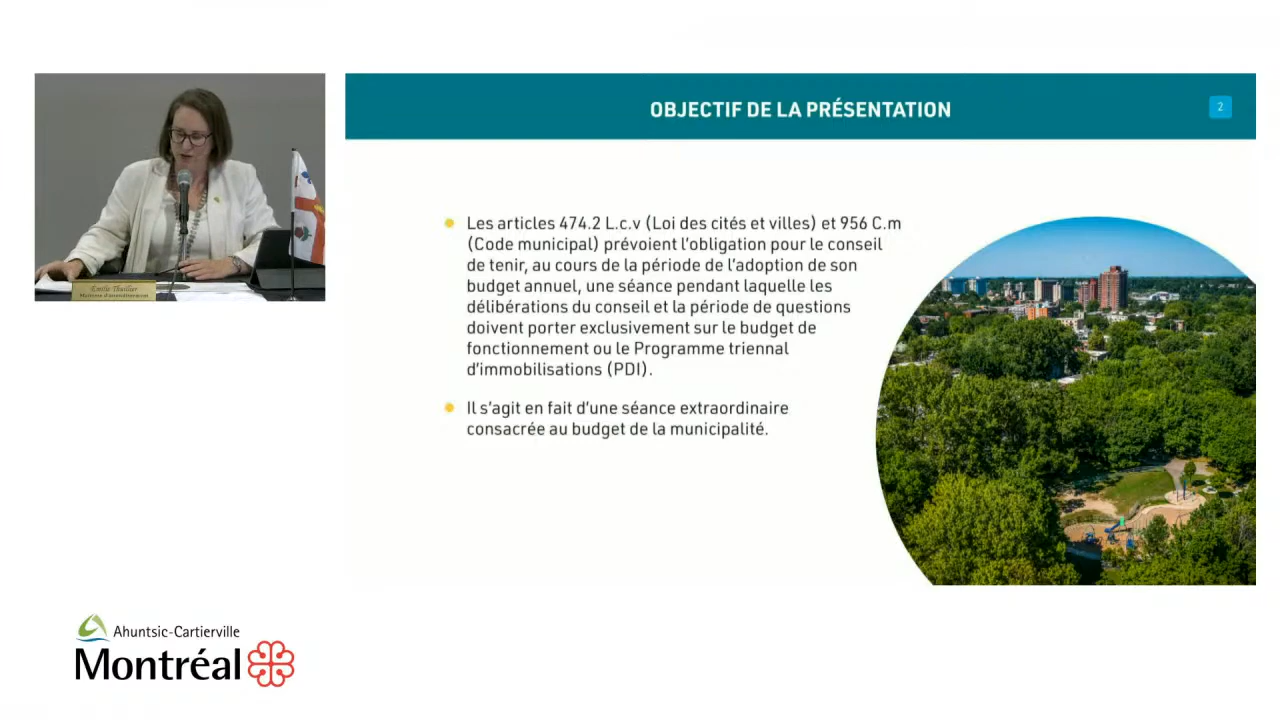 OBJECTIF DE LA PRÉSENTATION
2
Les articles 474.2 L.c.v (Loi des cités et villes) et 956 C.m
(Code municipal) prévoient l'obligation pour le conseil
de tenir, au cours de la période de l'adoption de son
budget annuel, une séance pendant laquelle les
délibérations du conseil et la période de questions
doivent porter exclusivement sur le budget de
fonctionnement ou le Programme triennal
d'immobilisations (PDI).
Il s'agit en fait d'une séance extraordinaire
consacrée au budget de la municipalité.
Émilie Thuillier
Mairesse d'arrondissement
Ahuntsic-Cartierville
Montréal